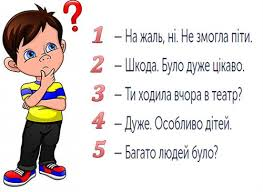 ?
1 – На жаль, ні. Не змогла піти.
2 – Шкода. Було дуже цікаво.
3 – Ти ходила вчора в театр?
4 – Дуже. Особливо дітей.
5 – Багато людей було?